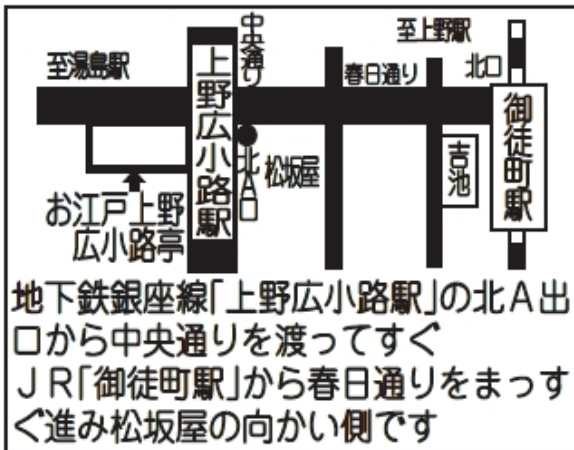 中央通り
至上野駅
至湯島駅
上野広小路駅
春日通り
北口
御徒町駅
北A口
松坂屋
吉池
お江戸上野
広小路亭
地下鉄銀座線「上野広小路駅」の北A出
口から中央通りを渡ってすぐ
JR「御徒町駅」から春日通りをまっす
ぐ進み松坂屋の向かい側です